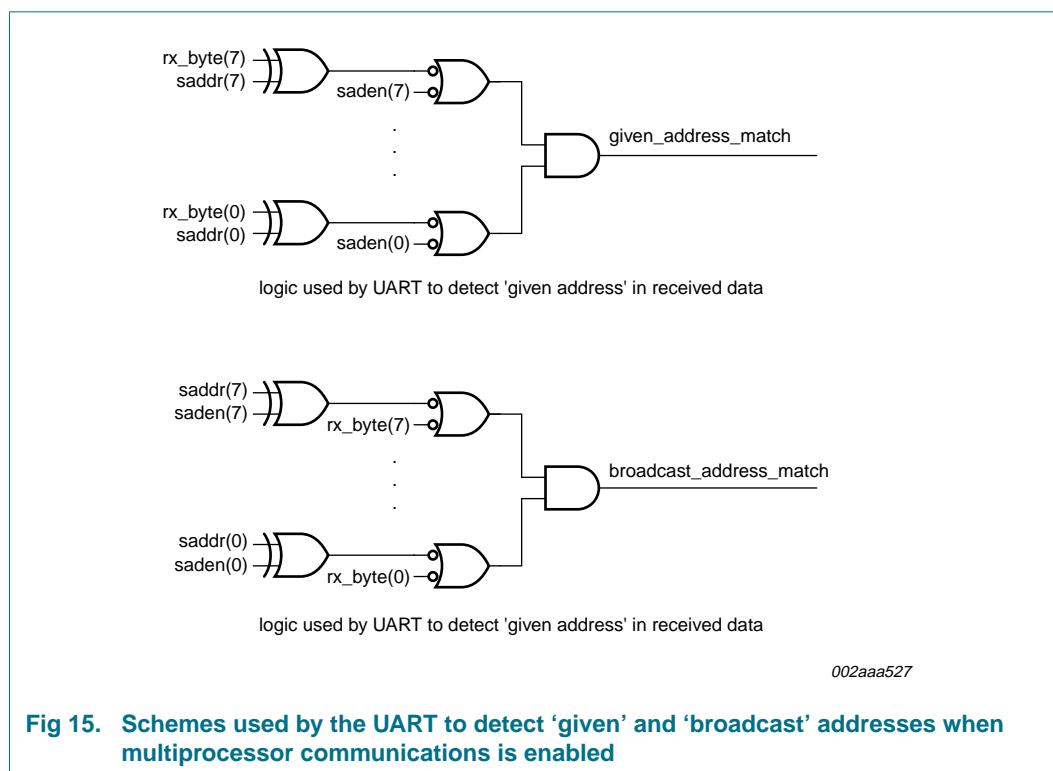 rx_byte(7)
saddr(7)
saden(7)
.
.
.
given_address_match
rx_byte(0)
saddr(0)
saden(0)
logic used by UART to detect 'given address' in received data
saddr(7)
saden(7)
rx_byte(7)
.
.
.
broadcast_address_match
saddr(0)
saden(0)
rx_byte(0)
logic used by UART to detect 'given address' in received data
002aaa527
Fig 15. Schemes used by the UART to detect ‘given’ and ‘broadcast’ addresses when
multiprocessor communications is enabled